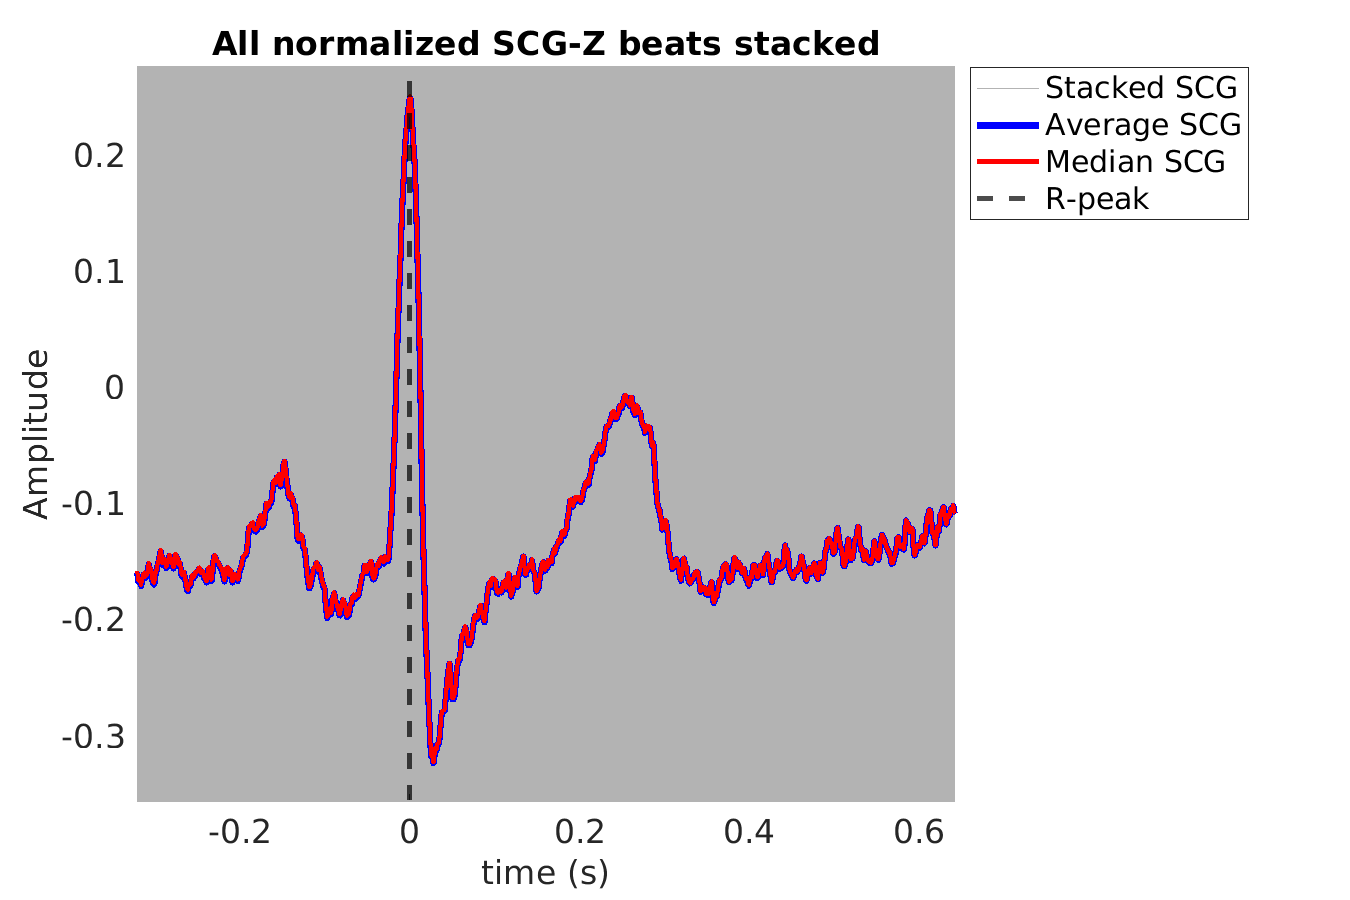 All normalized SCG-Z beats stacked
Stacked SCG
Average SCG
Median SCG
R-peak
Amplitude
0.2
0.1
0
-0.1
-0.2
-0.3
-0.2
0
0.2
0.4
0.6
time (s)